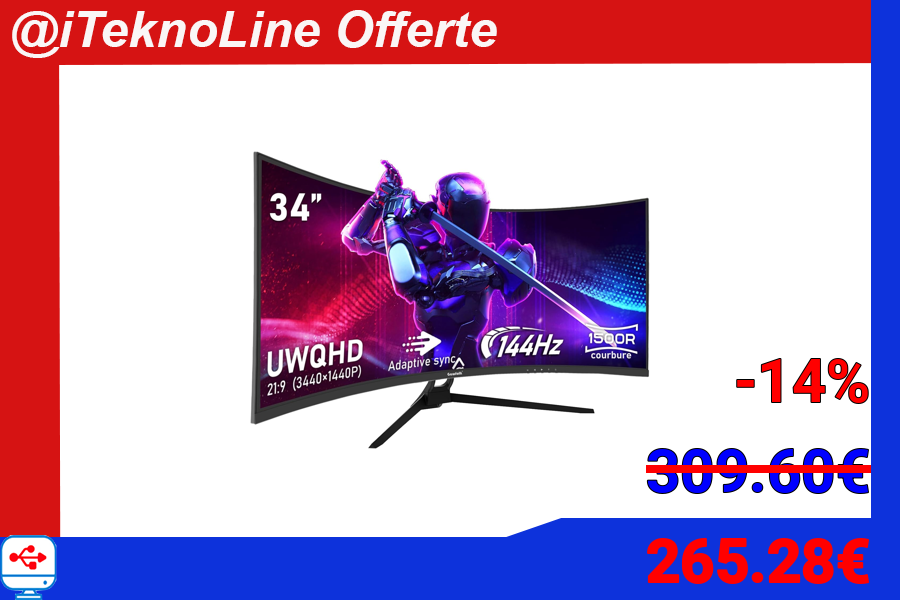 @iTeknoLine Offerte
34”
UWQHD
21:9 (3440×1440P)
Adaptive sync
144Hz
1500R
courbure
-14%
309.60€
265.28€